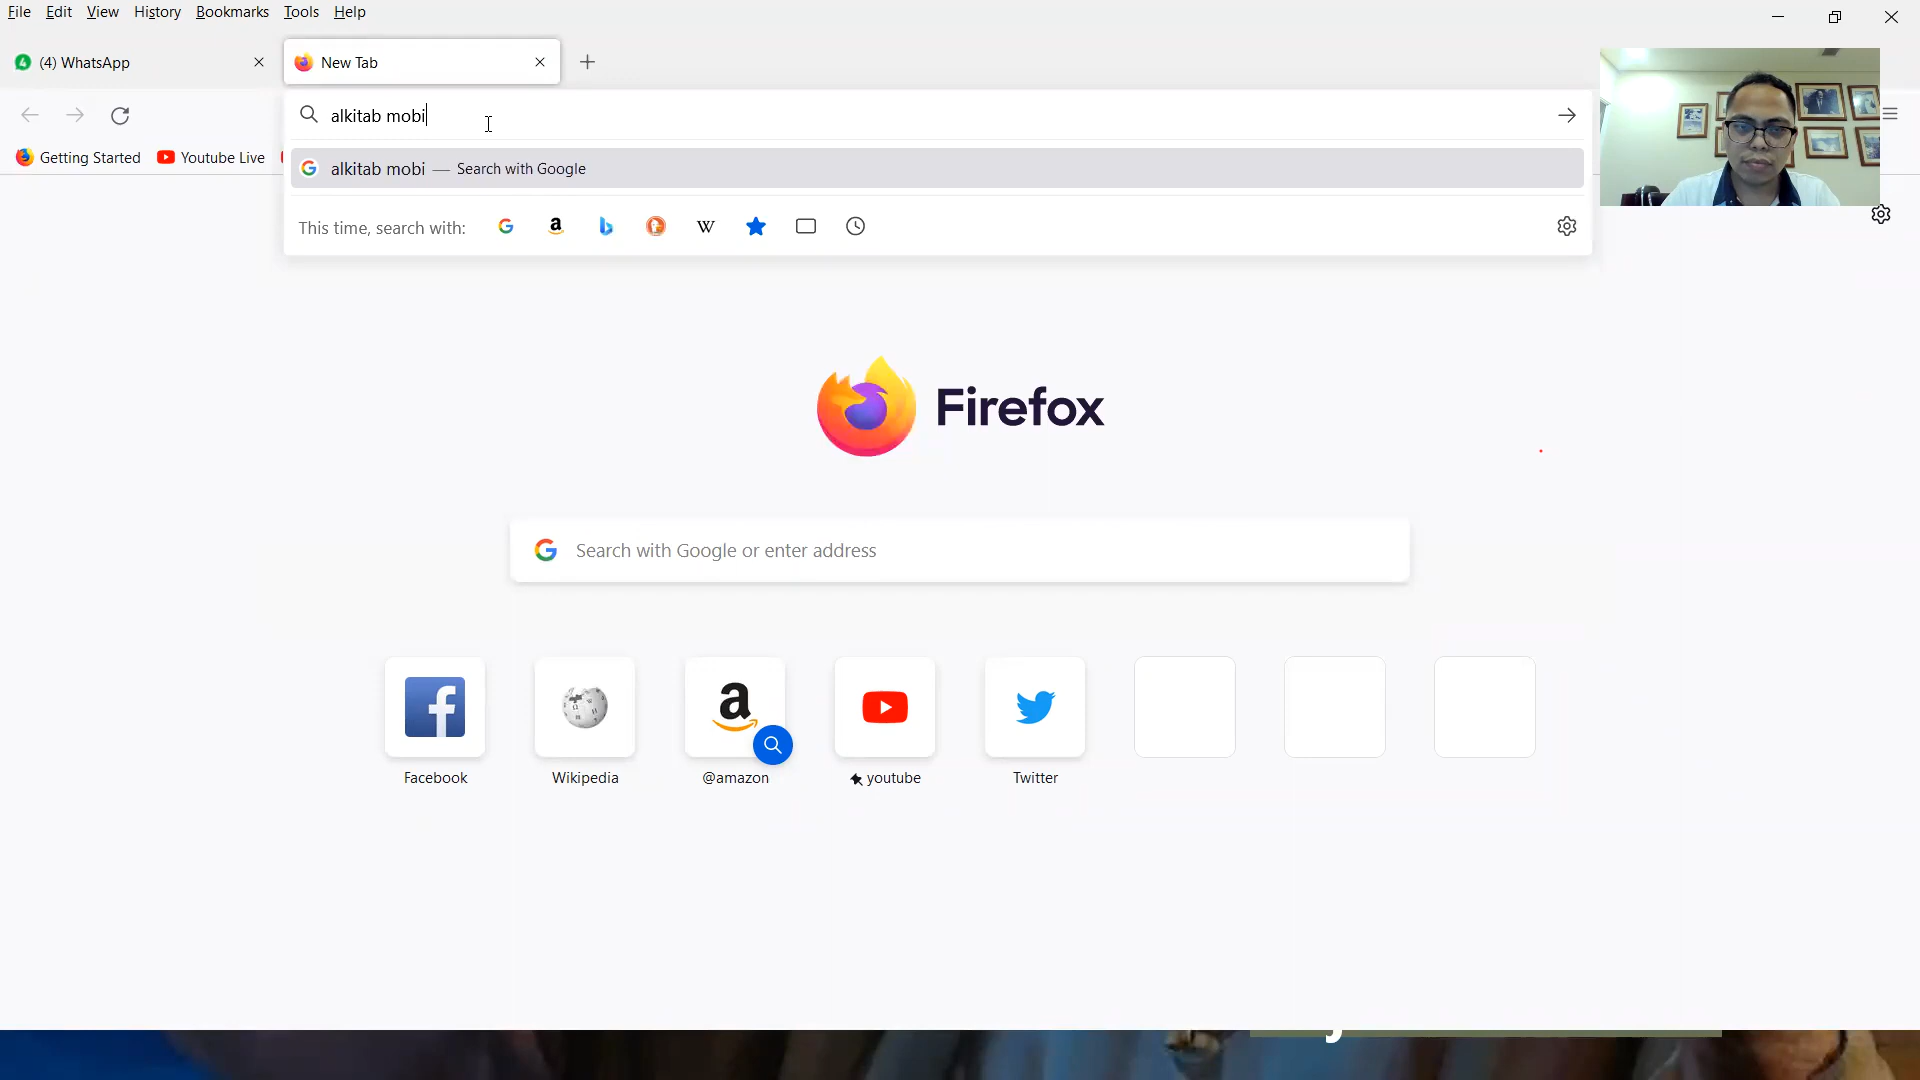 File Edit View History Bookmarks Tools Help
4 (4) WhatsApp
New Tab
alkitab mobi
Getting Started
Youtube Live
alkitab mobi — Search with Google
This time, search with:
Firefox
Search with Google or enter address
Facebook
Wikipedia
@amazon
youtube
Twitter